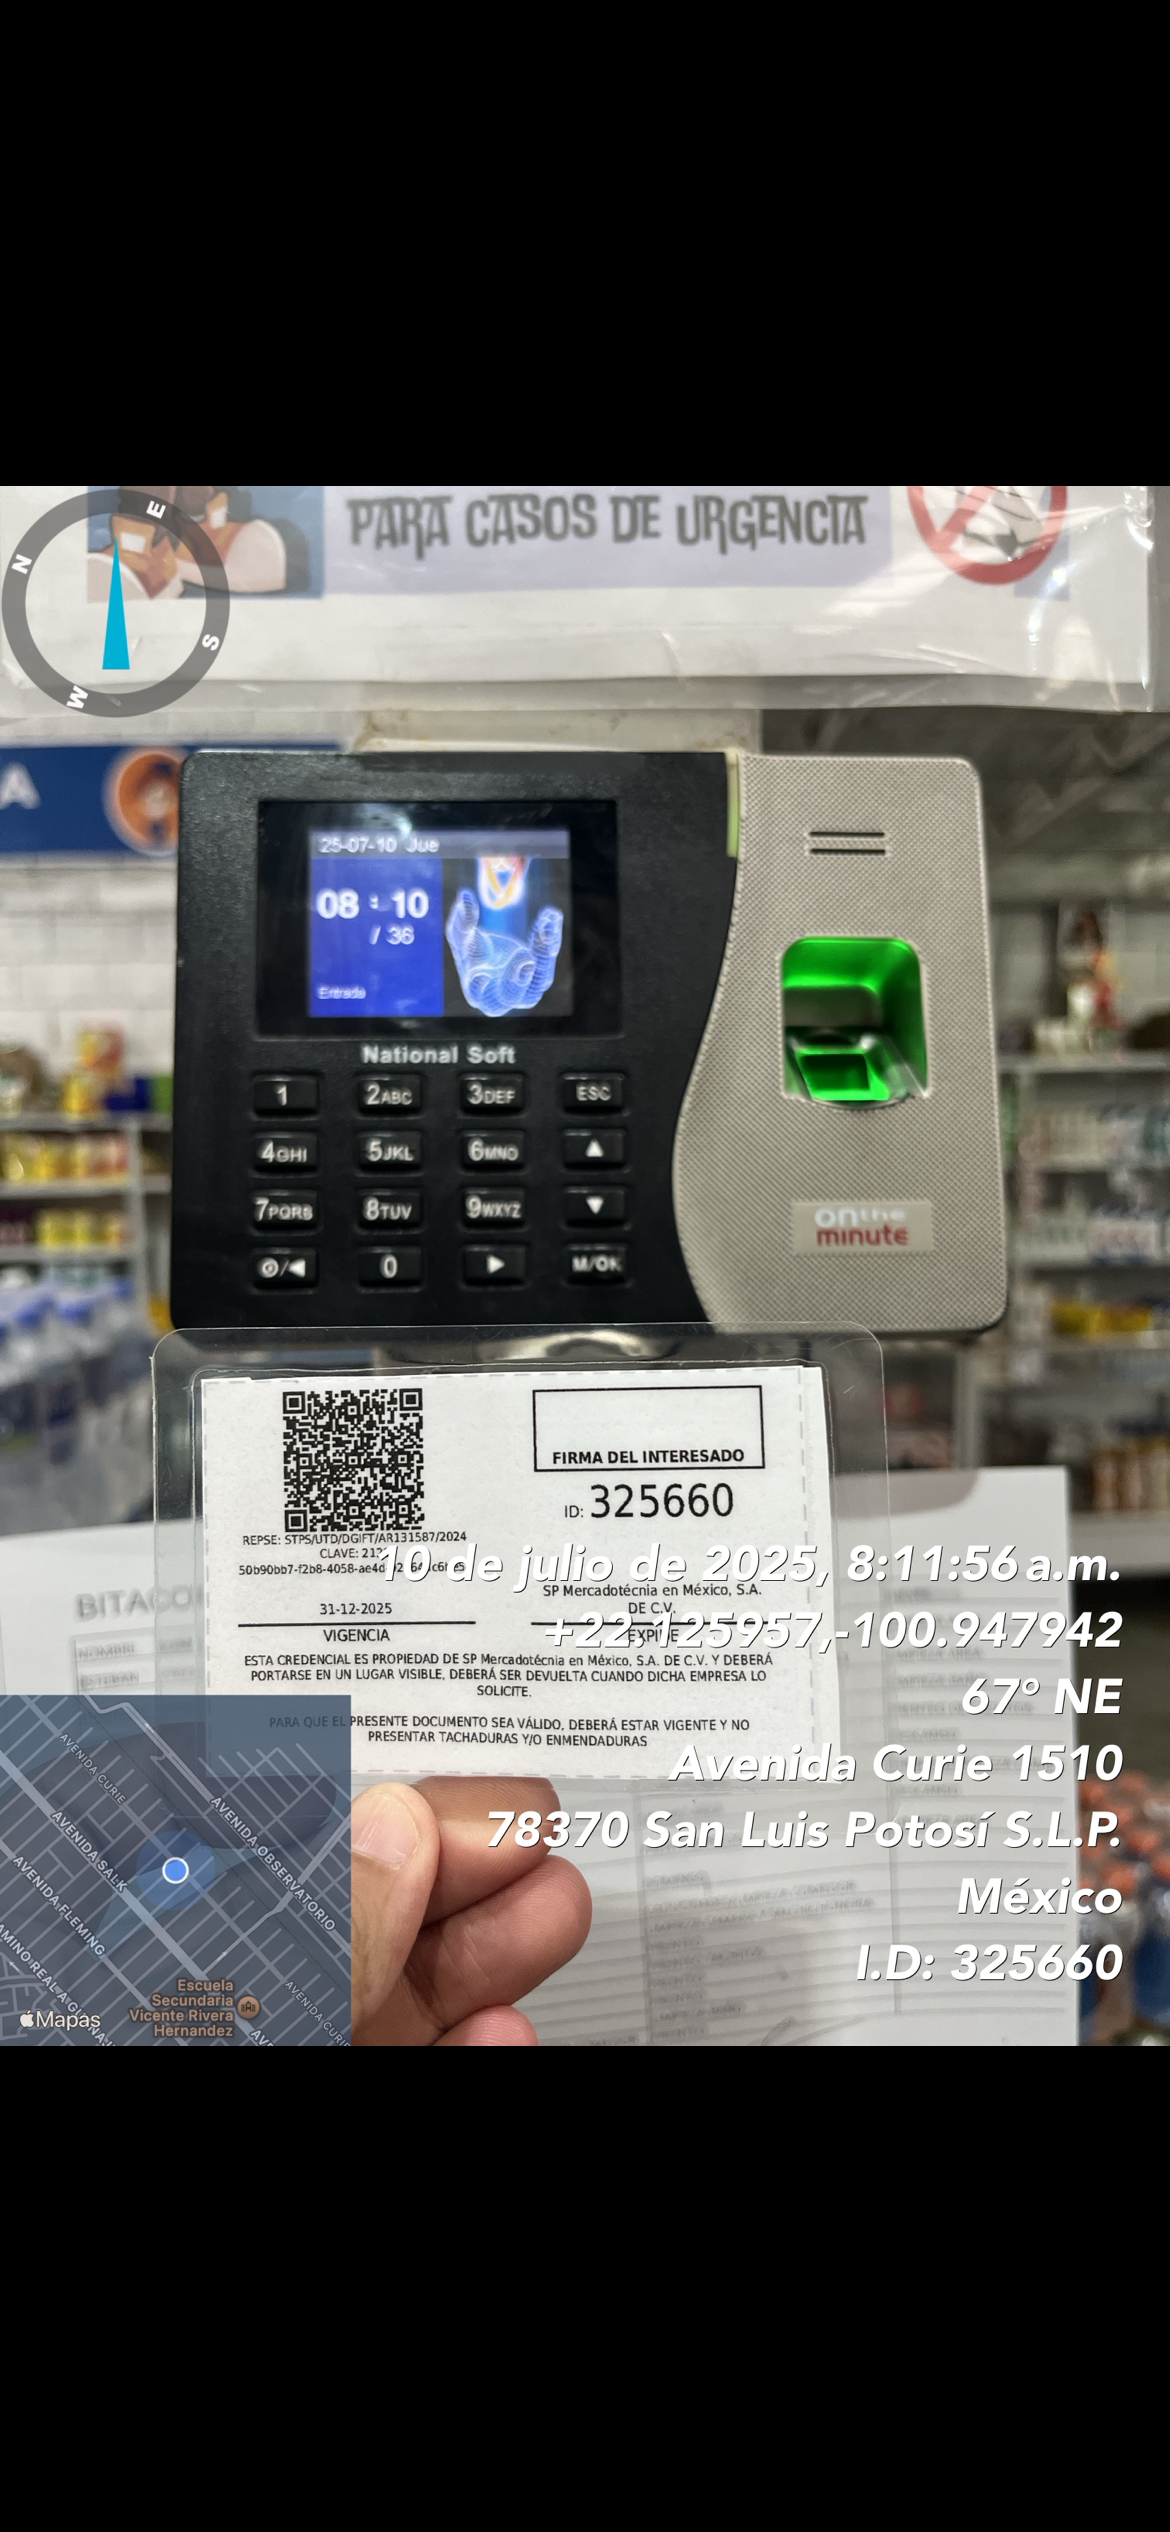 PARA CASOS DE URGENCIA
N
E
S
W
A
25-07-10 Jue
08 : 10
/ 36
Entrada
National Soft
1
2ABC
3DEF
ESC
4GHI
5JKL
6MNO
▲
7PQRS
8TUV
9WXYZ
▼
0
►
M/OK
on the
minute
FIRMA DEL INTERESADO
ID: 325660
REPSE: STPS/UTD/DGIFT/AR131587/2024
CLAVE:
SP Mercadotécnia en México, S.A.
DE C.V.
31-12-2025
VIGENCIA
EXPIDE
ESTA CREDENCIAL ES PROPIEDAD DE SP Mercadotécnia en México, S.A. DE C.V. Y DEBERÁ
PORTARSE EN UN LUGAR VISIBLE, DEBERÁ SER DEVUELTA CUANDO DICHA EMPRESA LO
SOLICITE.
PARA QUE EL PRESENTE DOCUMENTO SEA VÁLIDO, DEBERÁ ESTAR VIGENTE Y NO
PRESENTAR TACHADURAS Y/O ENMENDADURAS
10 de julio de 2025, 8:11:56 a.m.
+22.125957,-100.947942
67° NE
Avenida Curie 1510
78370 San Luis Potosí S.L.P.
México
I.D: 325660
AVENIDA CURIE
AVENIDA SALK
AVENIDA OBSERVATORIO
AVENIDA FLEMING
Escuela
Secundaria
Vicente Rivera
Hernandez
Mapas